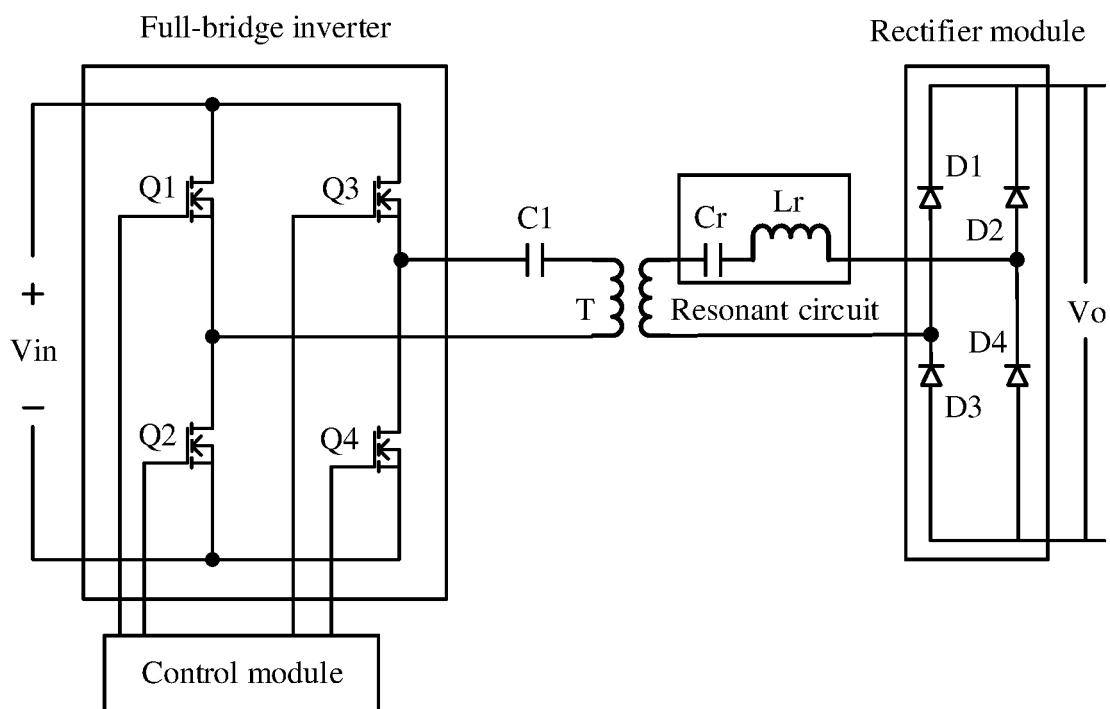 Full-bridge inverter
Rectifier module
Q1
Q3
D1
C1
Cr
Lr
D2
+
T
Resonant circuit
Vo
Vin
D4
−
D3
Q2
Q4
Control module